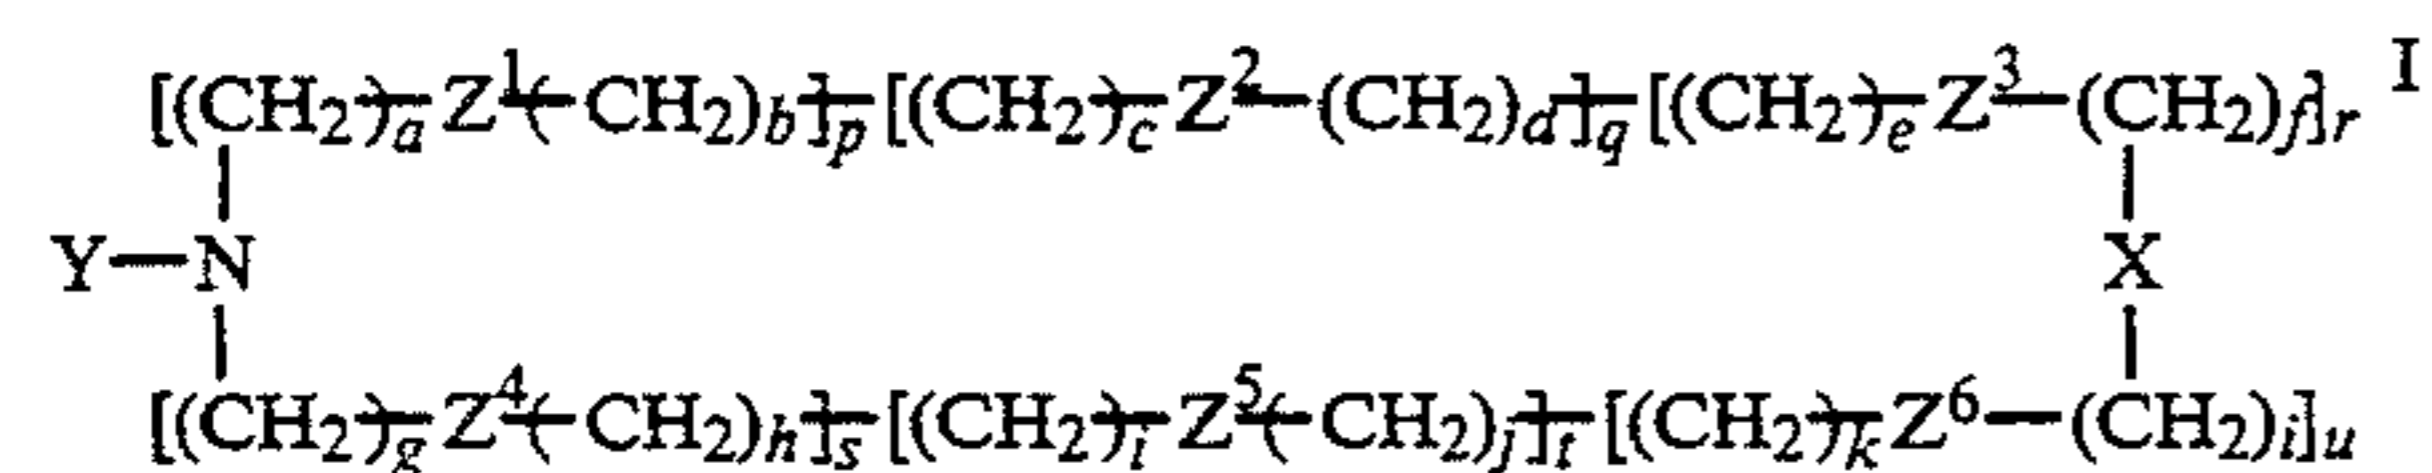 [(CH₂)ₐ Z¹ (CH₂)b]p [(CH₂)c Z² (CH₂)d]q [(CH₂)e Z³ (CH₂)f]r I
Y—N X
[(CH₂)g Z⁴ (CH₂)h]s [(CH₂)i Z⁵ (CH₂)j]t [(CH₂)k Z⁶—(CH₂)i]u